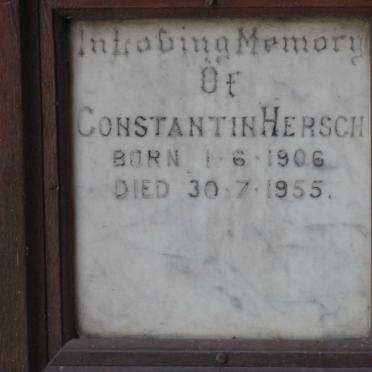 In Loving Memory
Of
CONSTANTIN HERSCH
BORN 1·6·1906
DIED 30·7·1955.